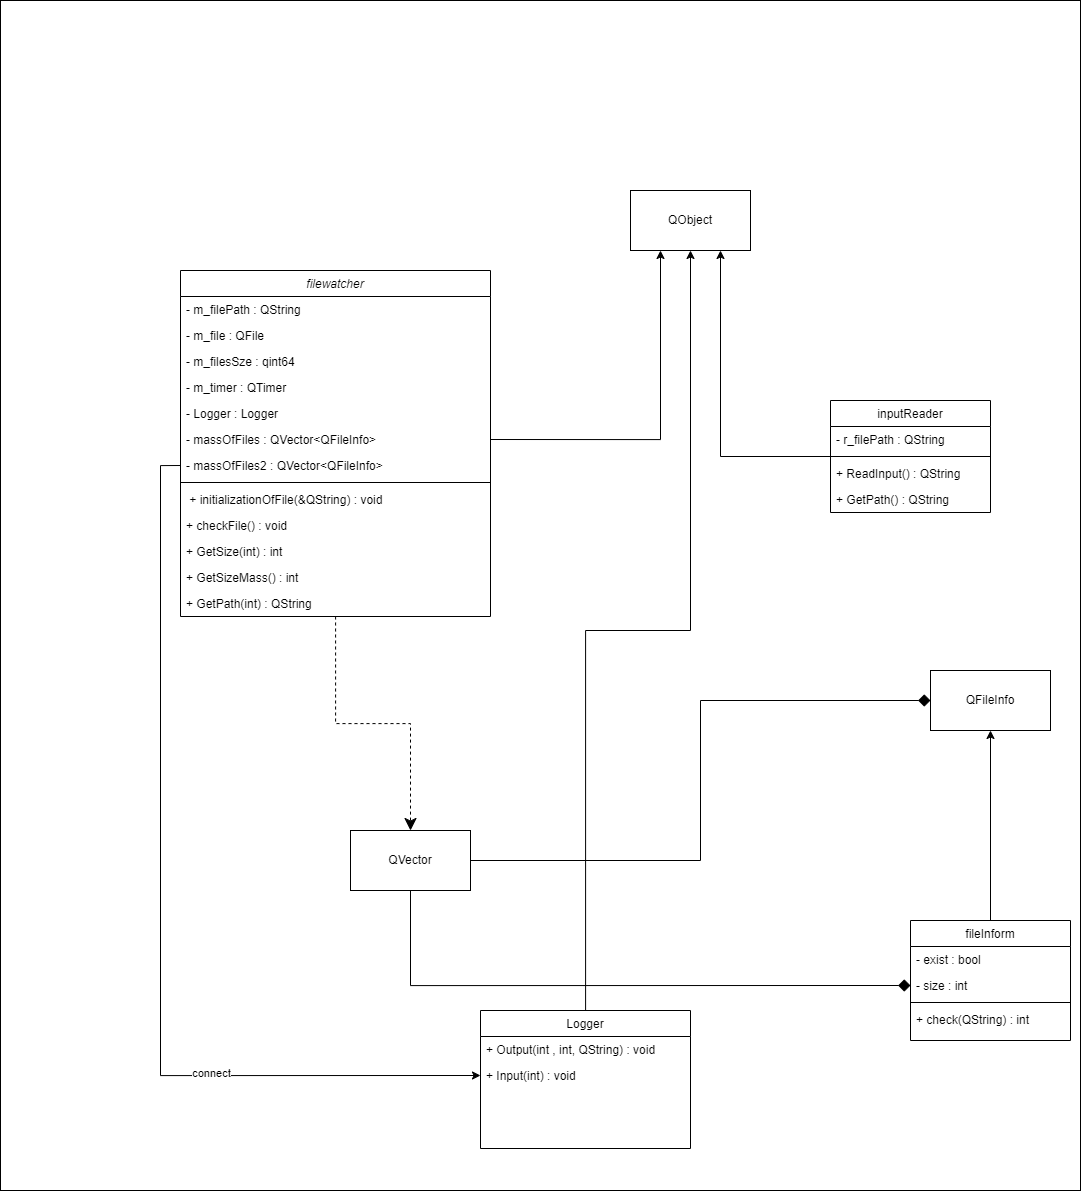 QObject
filewatcher
- m_filePath : QString
- m_file : QFile
- m_filesSze : qint64
- m_timer : QTimer
- Logger : Logger
- massOfFiles : QVector<QFileInfo>
- massOfFiles2 : QVector<QFileInfo>
+ initializationOfFile(&QString) : void
+ checkFile() : void
+ GetSize(int) : int
+ GetSizeMass() : int
+ GetPath(int) : QString
inputReader
- r_filePath : QString
+ ReadInput() : QString
+ GetPath() : QString
QFileInfo
QVector
fileInform
- exist : bool
- size : int
+ check(QString) : int
Logger
+ Output(int , int, QString) : void
+ Input(int) : void
connect